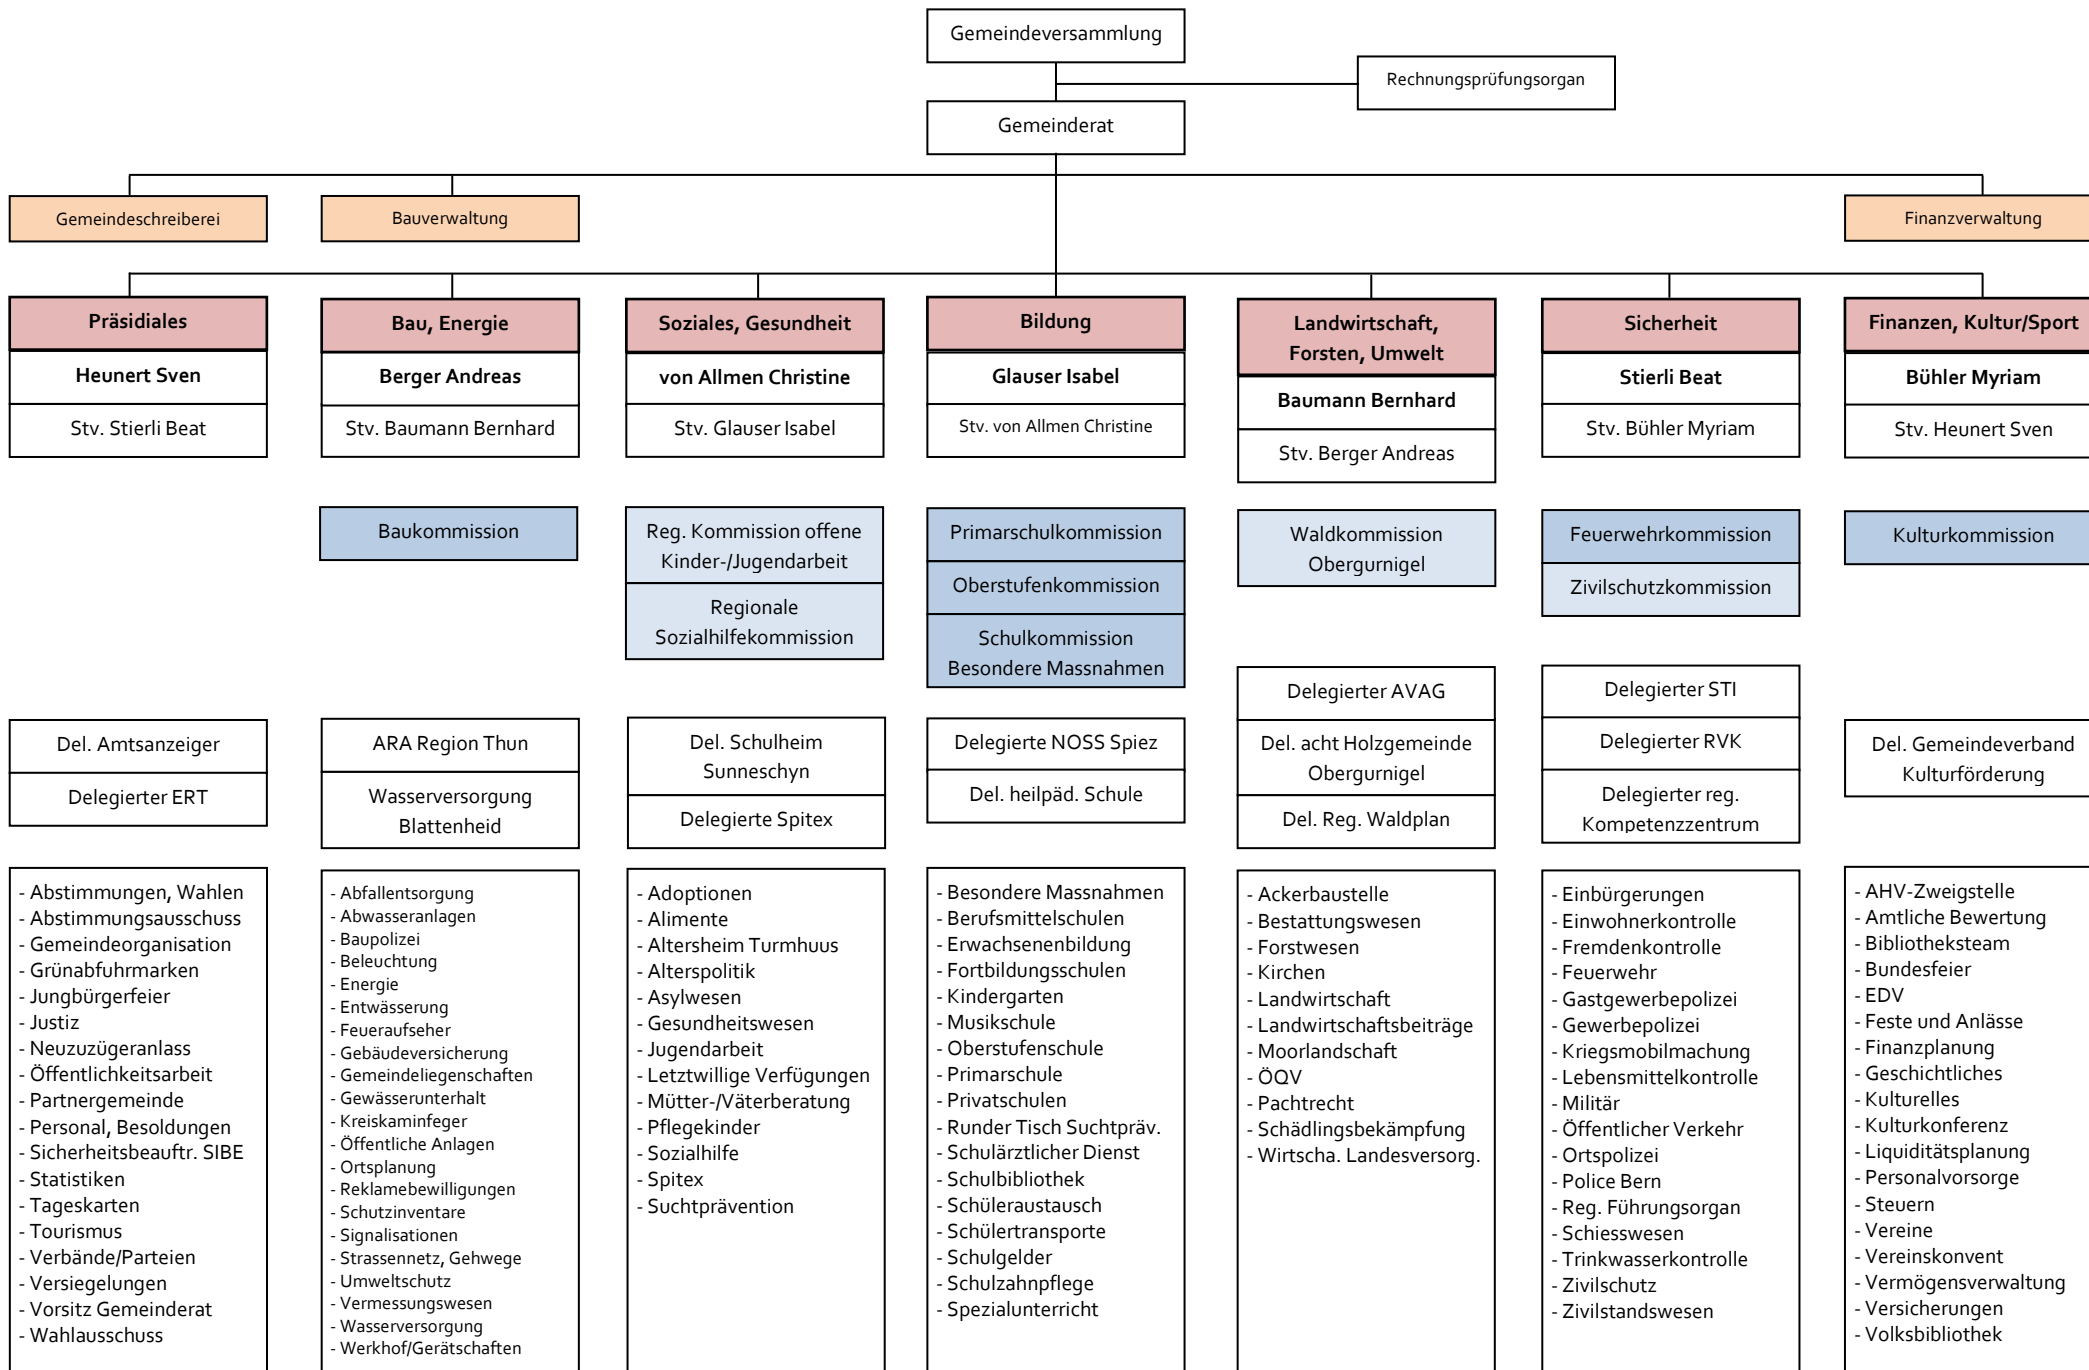 Gemeindeversammlung
Rechnungsprüfungsorgan
Gemeinderat
Gemeindeschreiberei
Bauverwaltung
Finanzverwaltung
Präsidiales
Heunert Sven
Stv. Stierli Beat
Bau, Energie
Berger Andreas
Stv. Baumann Bernhard
Soziales, Gesundheit
von Allmen Christine
Stv. Glauser Isabel
Bildung
Glauser Isabel
Stv. von Allmen Christine
Landwirtschaft,
Forsten, Umwelt
Baumann Bernhard
Stv. Berger Andreas
Sicherheit
Stierli Beat
Stv. Bühler Myriam
Finanzen, Kultur/Sport
Bühler Myriam
Stv. Heunert Sven
Baukommission
Reg. Kommission offene
Kinder-/Jugendarbeit
Regionale
Sozialhilfekommission
Primarschulkommission
Oberstufenkommission
Schulkommission
Besondere Massnahmen
Waldkommission
Obergurnigel
Feuerwehrkommission
Zivilschutzkommission
Kulturkommission
Del. Amtsanzeiger
Delegierter ERT
ARA Region Thun
Wasserversorgung
Blattenheid
Del. Schulheim
Sunneschyn
Delegierte Spitex
Delegierte NOSS Spiez
Del. heilpäd. Schule
Delegierter AVAG
Del. acht Holzgemeinde
Obergurnigel
Del. Reg. Waldplan
Delegierter STI
Delegierter RVK
Delegierter reg.
Kompetenzzentrum
Del. Gemeindeverband
Kulturförderung
- Abstimmungen, Wahlen
- Abstimmungsausschuss
- Gemeindeorganisation
- Grünabfuhrmarken
- Jungbürgerfeier
- Justiz
- Neuzuzügeranlass
- Öffentlichkeitsarbeit
- Partnergemeinde
- Personal, Besoldungen
- Sicherheitsbeauftr. SIBE
- Statistiken
- Tageskarten
- Tourismus
- Verbände/Parteien
- Versiegelungen
- Vorsitz Gemeinderat
- Wahlausschuss
- Abfallentsorgung
- Abwasseranlagen
- Baupolizei
- Beleuchtung
- Energie
- Entwässerung
- Feueraufseher
- Gebäudeversicherung
- Gemeindeliegenschaften
- Gewässerunterhalt
- Kreiskaminfeger
- Öffentliche Anlagen
- Ortsplanung
- Reklamebewilligungen
- Schutzinventare
- Signalisationen
- Strassennetz, Gehwege
- Umweltschutz
- Vermessungswesen
- Wasserversorgung
- Werkhof/Gerätschaften
- Adoptionen
- Alimente
- Altersheim Turmhuus
- Alterspolitik
- Asylwesen
- Gesundheitswesen
- Jugendarbeit
- Letztwillige Verfügungen
- Mütter-/Väterberatung
- Pflegekinder
- Sozialhilfe
- Spitex
- Suchtprävention
- Besondere Massnahmen
- Berufsmittelschulen
- Erwachsenenbildung
- Fortbildungsschulen
- Kindergarten
- Musikschule
- Oberstufenschule
- Primarschule
- Privatschulen
- Runder Tisch Suchtpräv.
- Schulärztlicher Dienst
- Schulbibliothek
- Schüleraustausch
- Schülertransporte
- Schulgelder
- Schulzahnpflege
- Spezialunterricht
- Ackerbaustelle
- Bestattungswesen
- Forstwesen
- Kirchen
- Landwirtschaft
- Landwirtschaftsbeiträge
- Moorlandschaft
- ÖQV
- Pachtrecht
- Schädlingsbekämpfung
- Wirtscha. Landesversorg.
- Einbürgerungen
- Einwohnerkontrolle
- Fremdenkontrolle
- Feuerwehr
- Gastgewerbepolizei
- Gewerbepolizei
- Kriegsmobilmachung
- Lebensmittelkontrolle
- Militär
- Öffentlicher Verkehr
- Ortspolizei
- Police Bern
- Reg. Führungsorgan
- Schiesswesen
- Trinkwasserkontrolle
- Zivilschutz
- Zivilstandswesen
- AHV-Zweigstelle
- Amtliche Bewertung
- Bibliotheksteam
- Bundesfeier
- EDV
- Feste und Anlässe
- Finanzplanung
- Geschichtliches
- Kulturelles
- Kulturkonferenz
- Liquiditätsplanung
- Personalvorsorge
- Steuern
- Vereine
- Vereinskonvent
- Vermögensverwaltung
- Versicherungen
- Volksbibliothek